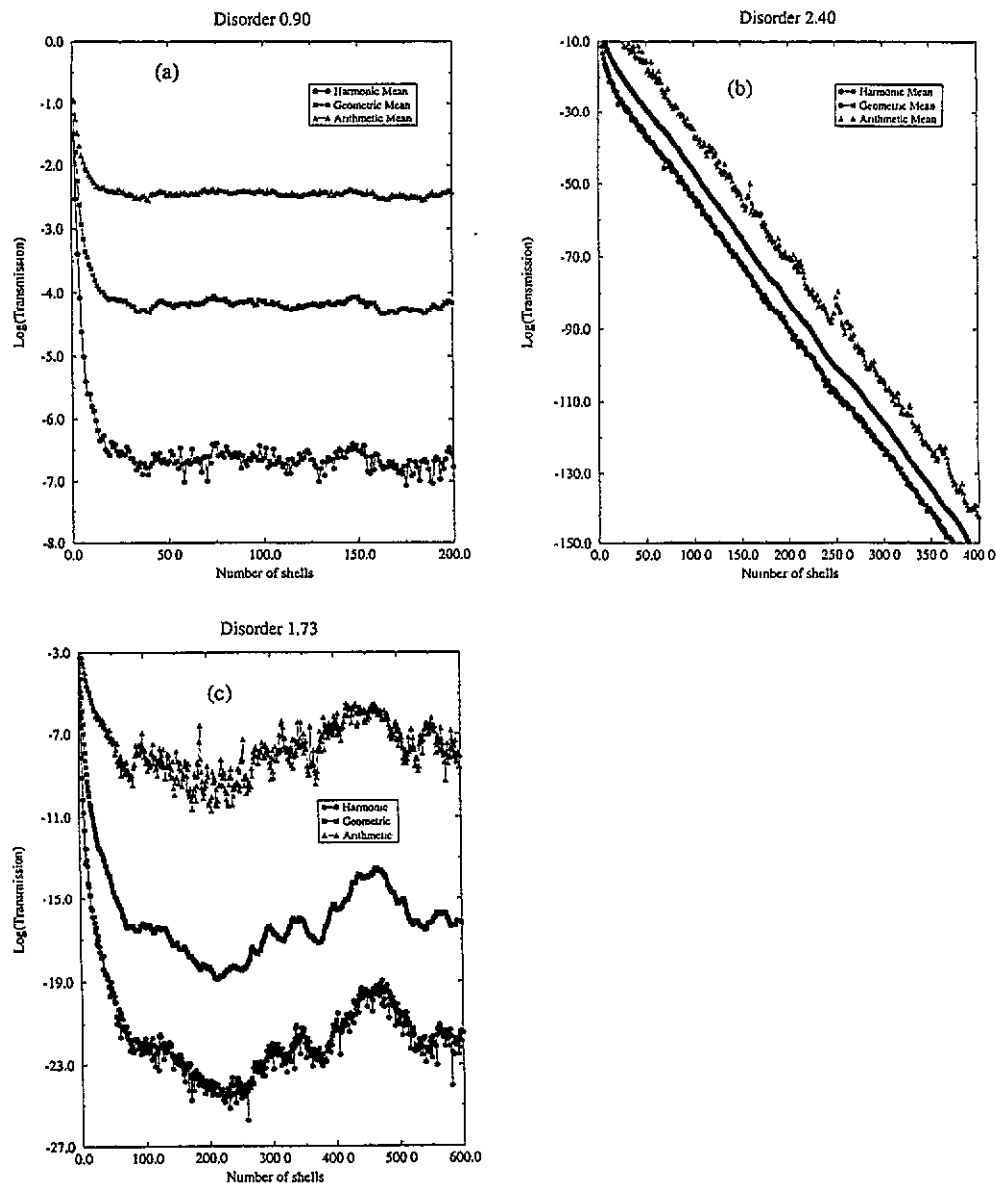 Disorder 0.90
(a)
Harmonic Mean
Geometric Mean
Arithmetic Mean
Log(Transmission)
0.0
-1.0
-2.0
-3.0
-4.0
-5.0
-6.0
-7.0
-8.0
0.0
50 0
100.0
150.0
200.0
Number of shells
Disorder 2.40
(b)
Harmonic Mean
Geometric Mean
Arithmetic Mean
Log(Transmission)
-10.0
-30.0
-50.0
-70.0
-90.0
-110.0
-130.0
-150.0
0.0
50.0
100 0
150.0
200 0
250 0
300.0
350 0
400 0
Number of shells
Disorder 1.73
(c)
Harmonic
Geometric
Arithmetic
Log(Transmission)
-3.0
-7.0
-11.0
-15.0
-19.0
-23.0
-27.0
0.0
100.0
200.0
300.0
400.0
500 0
600.0
Number of shells